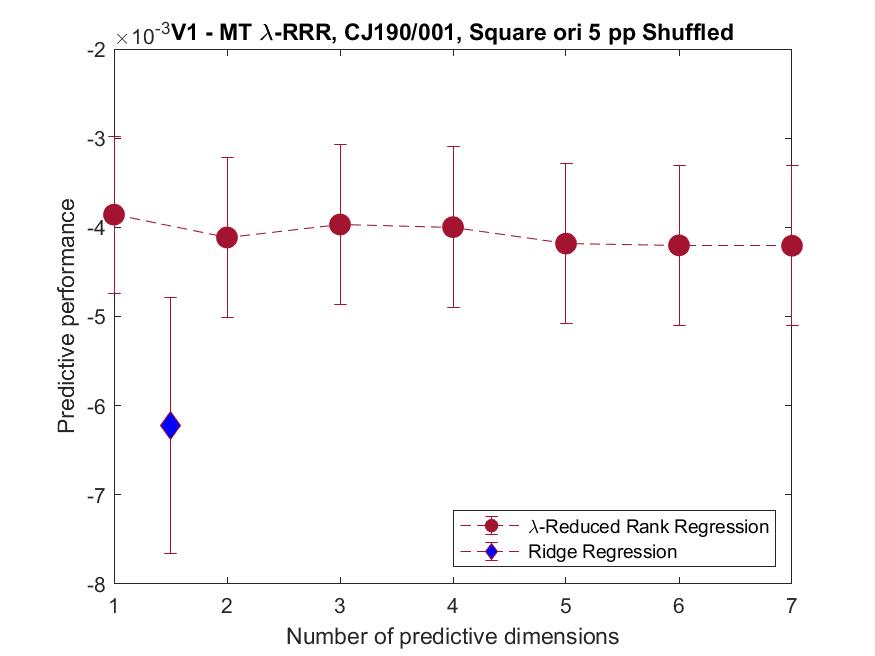 ×10-3
V1 - MT λ-RRR, CJ190/001, Square ori 5 pp Shuffled
-2
-3
-4
-5
-6
-7
-8
Predictive performance
1 2 3 4 5 6 7
Number of predictive dimensions
λ-Reduced Rank Regression
Ridge Regression